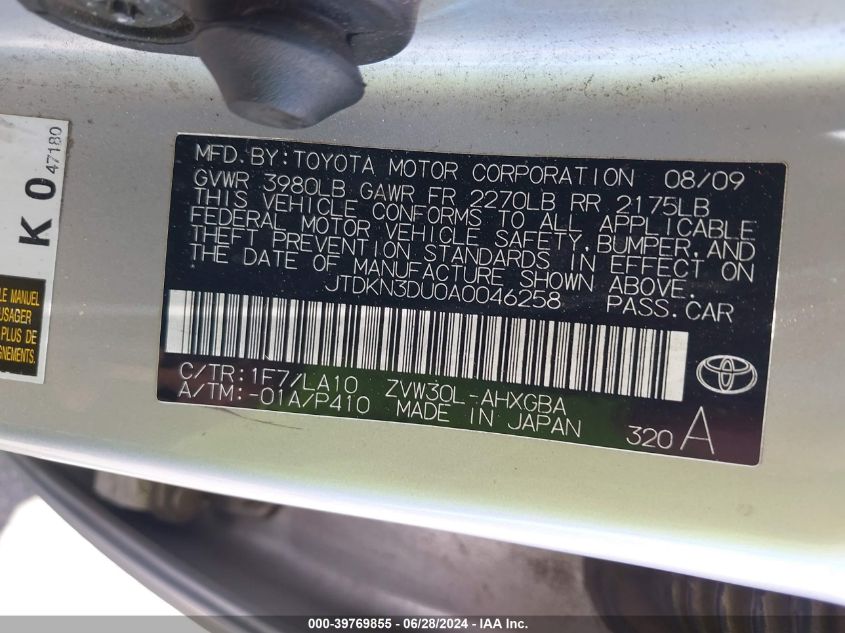 MFD. BY: TOYOTA MOTOR CORPORATION 08/09
GVWR 3980LB GAWR FR 2270LB RR 2175LB
THIS VEHICLE CONFORMS TO ALL APPLICABLE
FEDERAL MOTOR VEHICLE SAFETY, BUMPER, AND
THEFT PREVENTION STANDARDS IN EFFECT ON
THE DATE OF MANUFACTURE SHOWN ABOVE.
JTDKN3DU0A0046258 PASS. CAR
C/TR: 1F7/LA10 ZVW30L-AHXGBA
A/TM: -01A/P410 MADE IN JAPAN 320 A
K 0 47180
LE MANUEL
USAGER
PLUS DE
GNEMENTS.
000-39769855 - 06/28/2024 - IAA Inc.